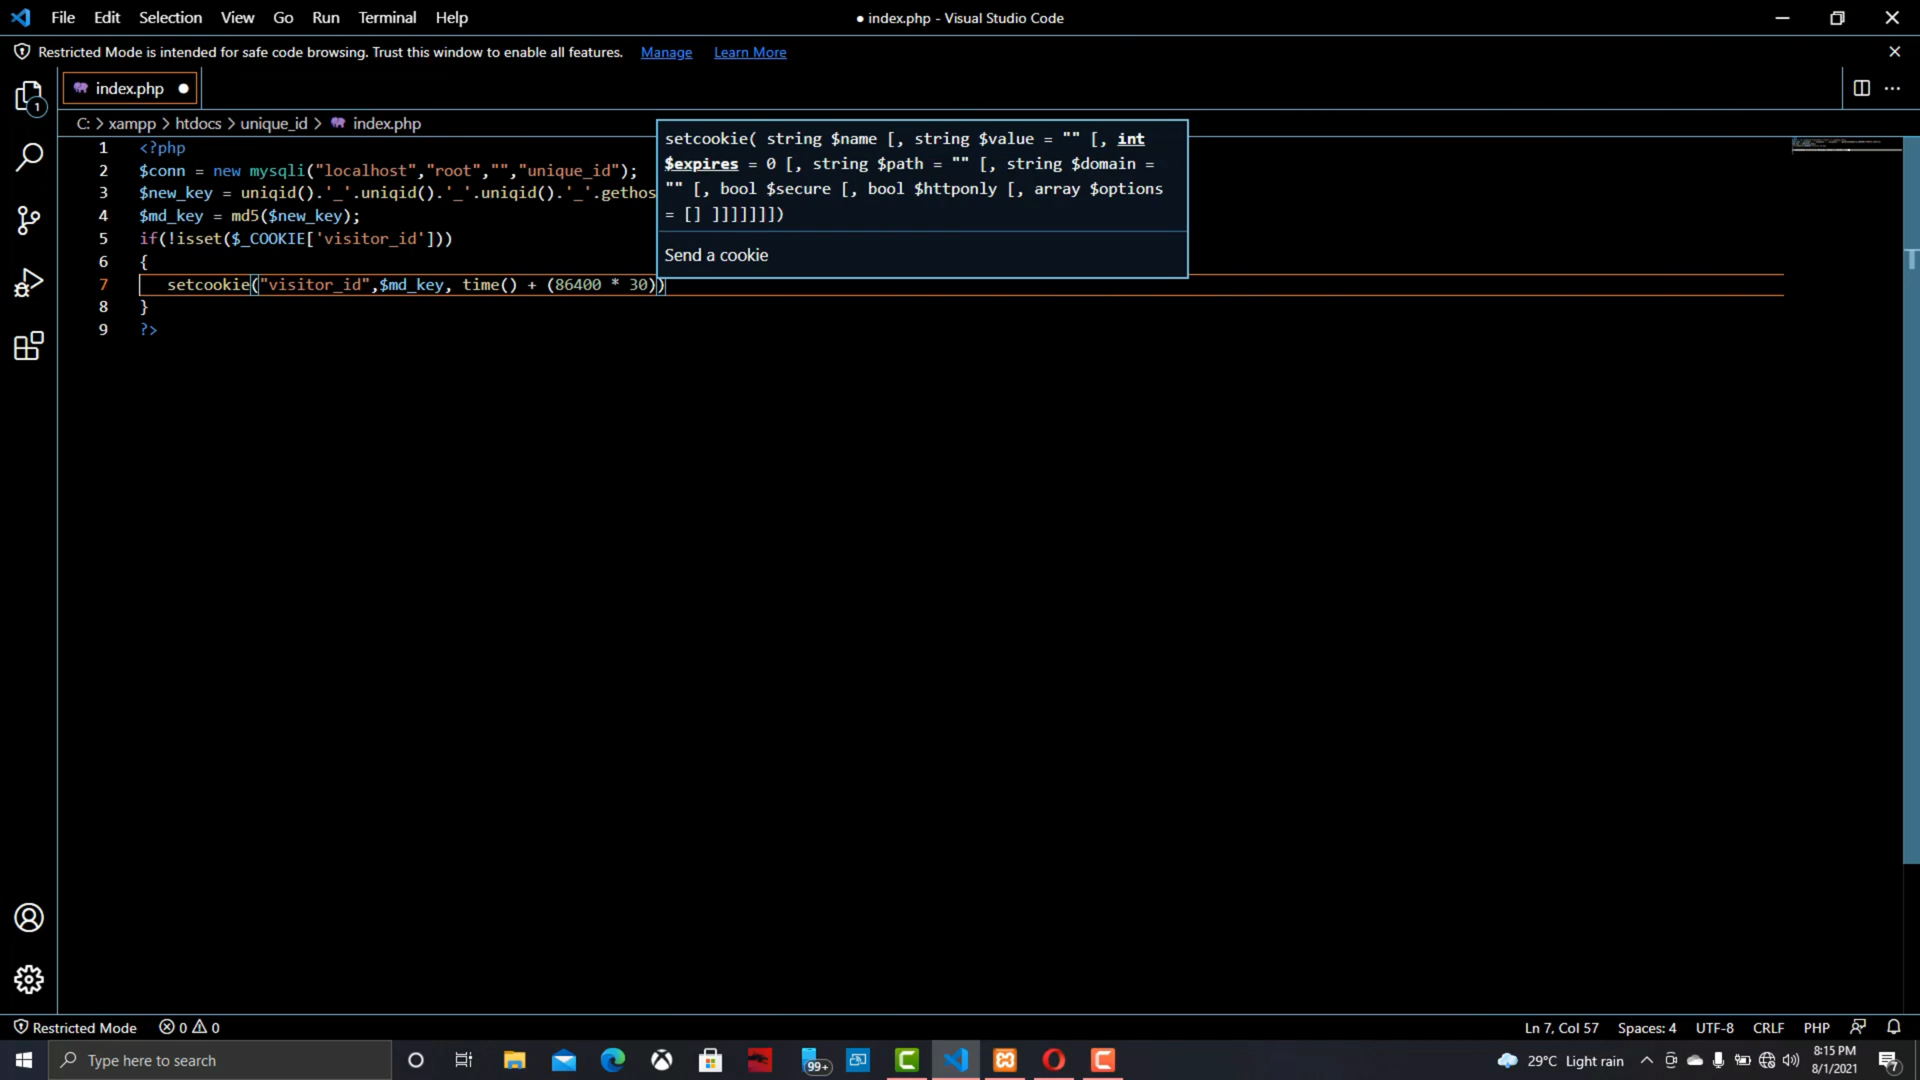 File Edit Selection View Go Run Terminal Help
● index.php - Visual Studio Code
Restricted Mode is intended for safe code browsing. Trust this window to enable all features. Manage Learn More
index.php
C: > xampp > htdocs > unique_id > index.php
setcookie( string $name [, string $value = "" [, int
$expires = 0 [, string $path = "" [, string $domain =
"" [, bool $secure [, bool $httponly [, array $options
= [] ]]]]]]])
Send a cookie
1 <?php
2 $conn = new mysqli("localhost","root","","unique_id");
3 $new_key = uniqid().'_'.uniqid().'_'.uniqid().'_'.gethos
4 $md_key = md5($new_key);
5 if(!isset($_COOKIE['visitor_id']))
6 {
7 setcookie("visitor_id",$md_key, time() + (86400 * 30))
8 }
9 ?>
1
Restricted Mode 0 0
Ln 7, Col 57 Spaces: 4 UTF-8 CRLF PHP
Type here to search
99+
29°C Light rain
8:15 PM
8/1/2021
7